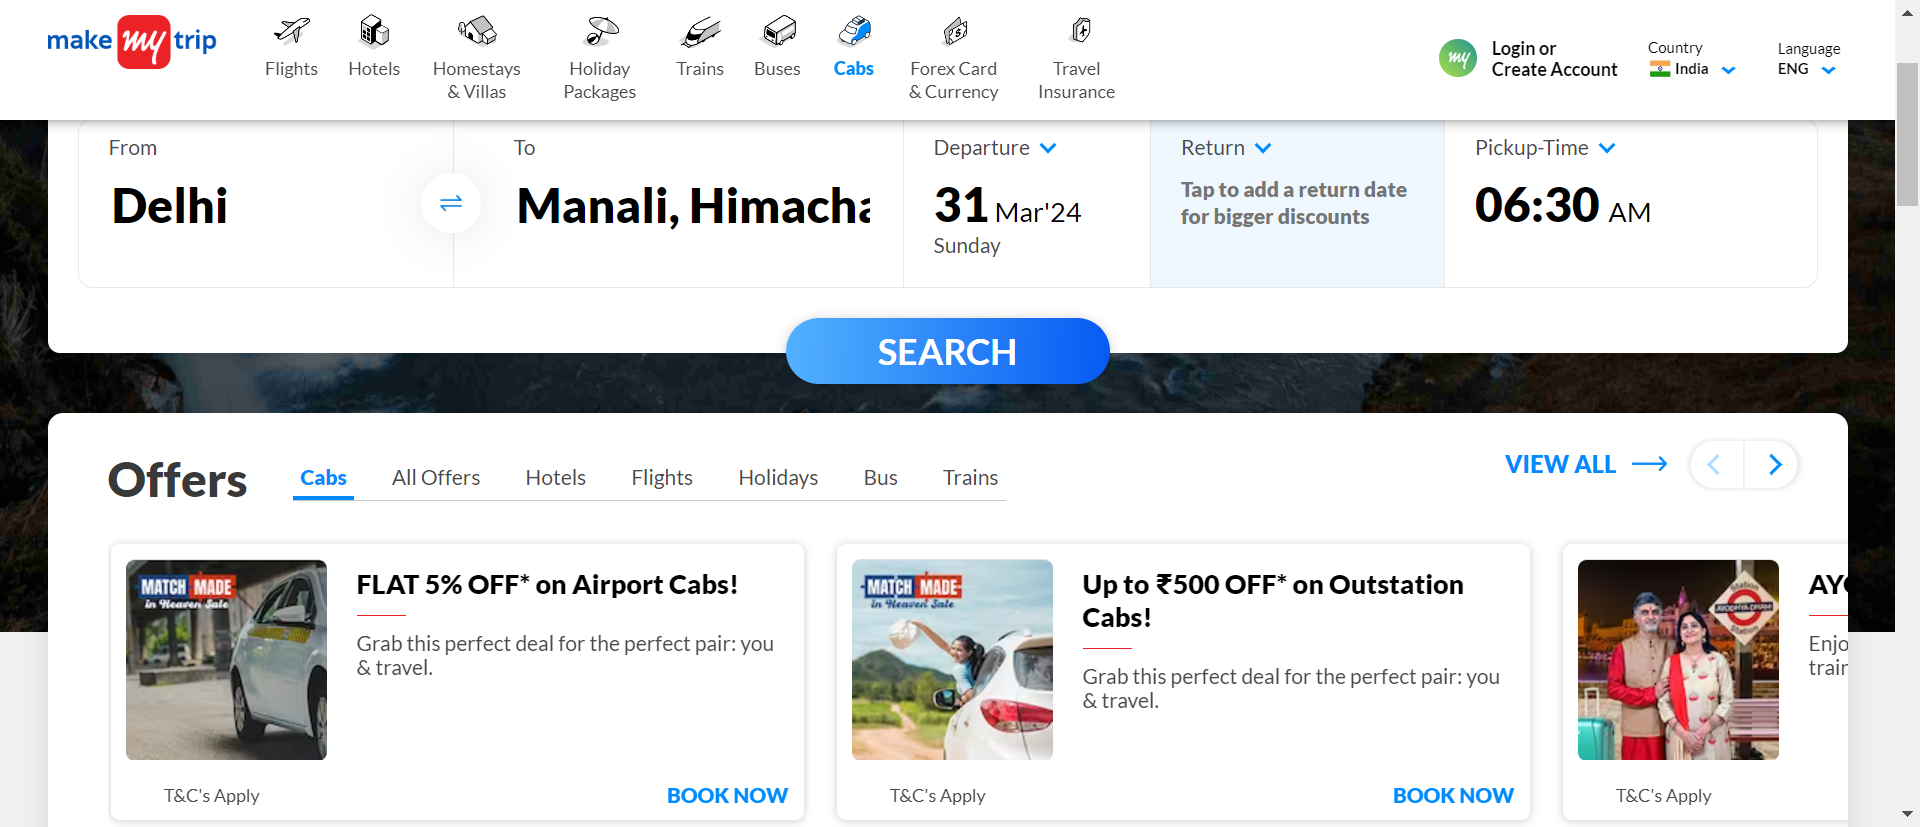 make my trip
Flights
Hotels
Homestays
& Villas
Holiday
Packages
Trains
Buses
Cabs
Forex Card
& Currency
Travel
Insurance
my
Login or
Create Account
Country
India
Language
ENG
From
Delhi
To
Manali, Himacha
Departure
31 Mar'24
Sunday
Return
Tap to add a return date
for bigger discounts
Pickup-Time
06:30 AM
SEARCH
Offers
Cabs
All Offers
Hotels
Flights
Holidays
Bus
Trains
VIEW ALL
MATCH MADE
in Heaven Sale
FLAT 5% OFF* on Airport Cabs!
Grab this perfect deal for the perfect pair: you
& travel.
T&C's Apply
BOOK NOW
MATCH MADE
in Heaven Sale
Up to ₹500 OFF* on Outstation
Cabs!
Grab this perfect deal for the perfect pair: you
& travel.
T&C's Apply
BOOK NOW
Station
AYODHYA DHAM
Station
AYO
Enjo
train
T&C's Apply